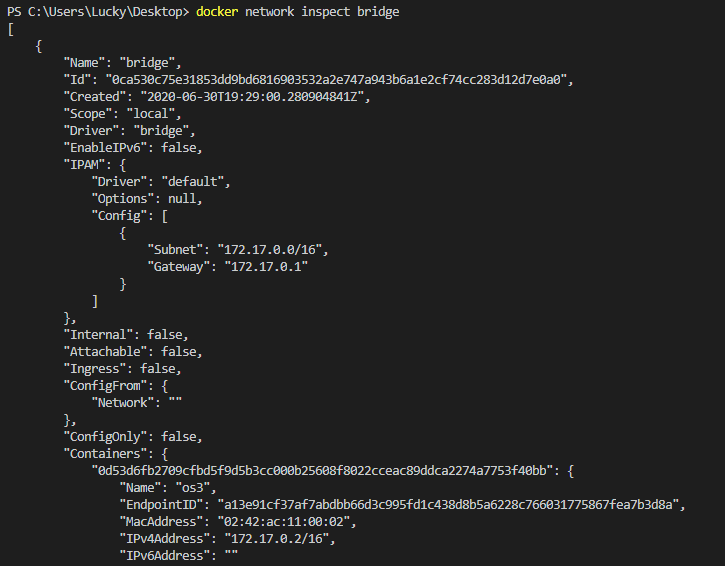 PS C:\Users\Lucky\Desktop> docker network inspect bridge
[
    {
        "Name": "bridge",
        "Id": "0ca530c75e31853dd9bd6816903532a2e747a943b6a1e2cf74cc283d12d7e0a0",
        "Created": "2020-06-30T19:29:00.280904841Z",
        "Scope": "local",
        "Driver": "bridge",
        "EnableIPv6": false,
        "IPAM": {
            "Driver": "default",
            "Options": null,
            "Config": [
                {
                    "Subnet": "172.17.0.0/16",
                    "Gateway": "172.17.0.1"
                }
            ]
        },
        "Internal": false,
        "Attachable": false,
        "Ingress": false,
        "ConfigFrom": {
            "Network": ""
        },
        "ConfigOnly": false,
        "Containers": {
            "0d53d6fb2709cfbd5f9d5b3cc000b25608f8022cceac89ddca2274a7753f40bb": {
                "Name": "os3",
                "EndpointID": "a13e91cf37af7abdbb66d3c995fd1c438d8b5a6228c766031775867fea7b3d8a",
                "MacAddress": "02:42:ac:11:00:02",
                "IPv4Address": "172.17.0.2/16",
                "IPv6Address": ""